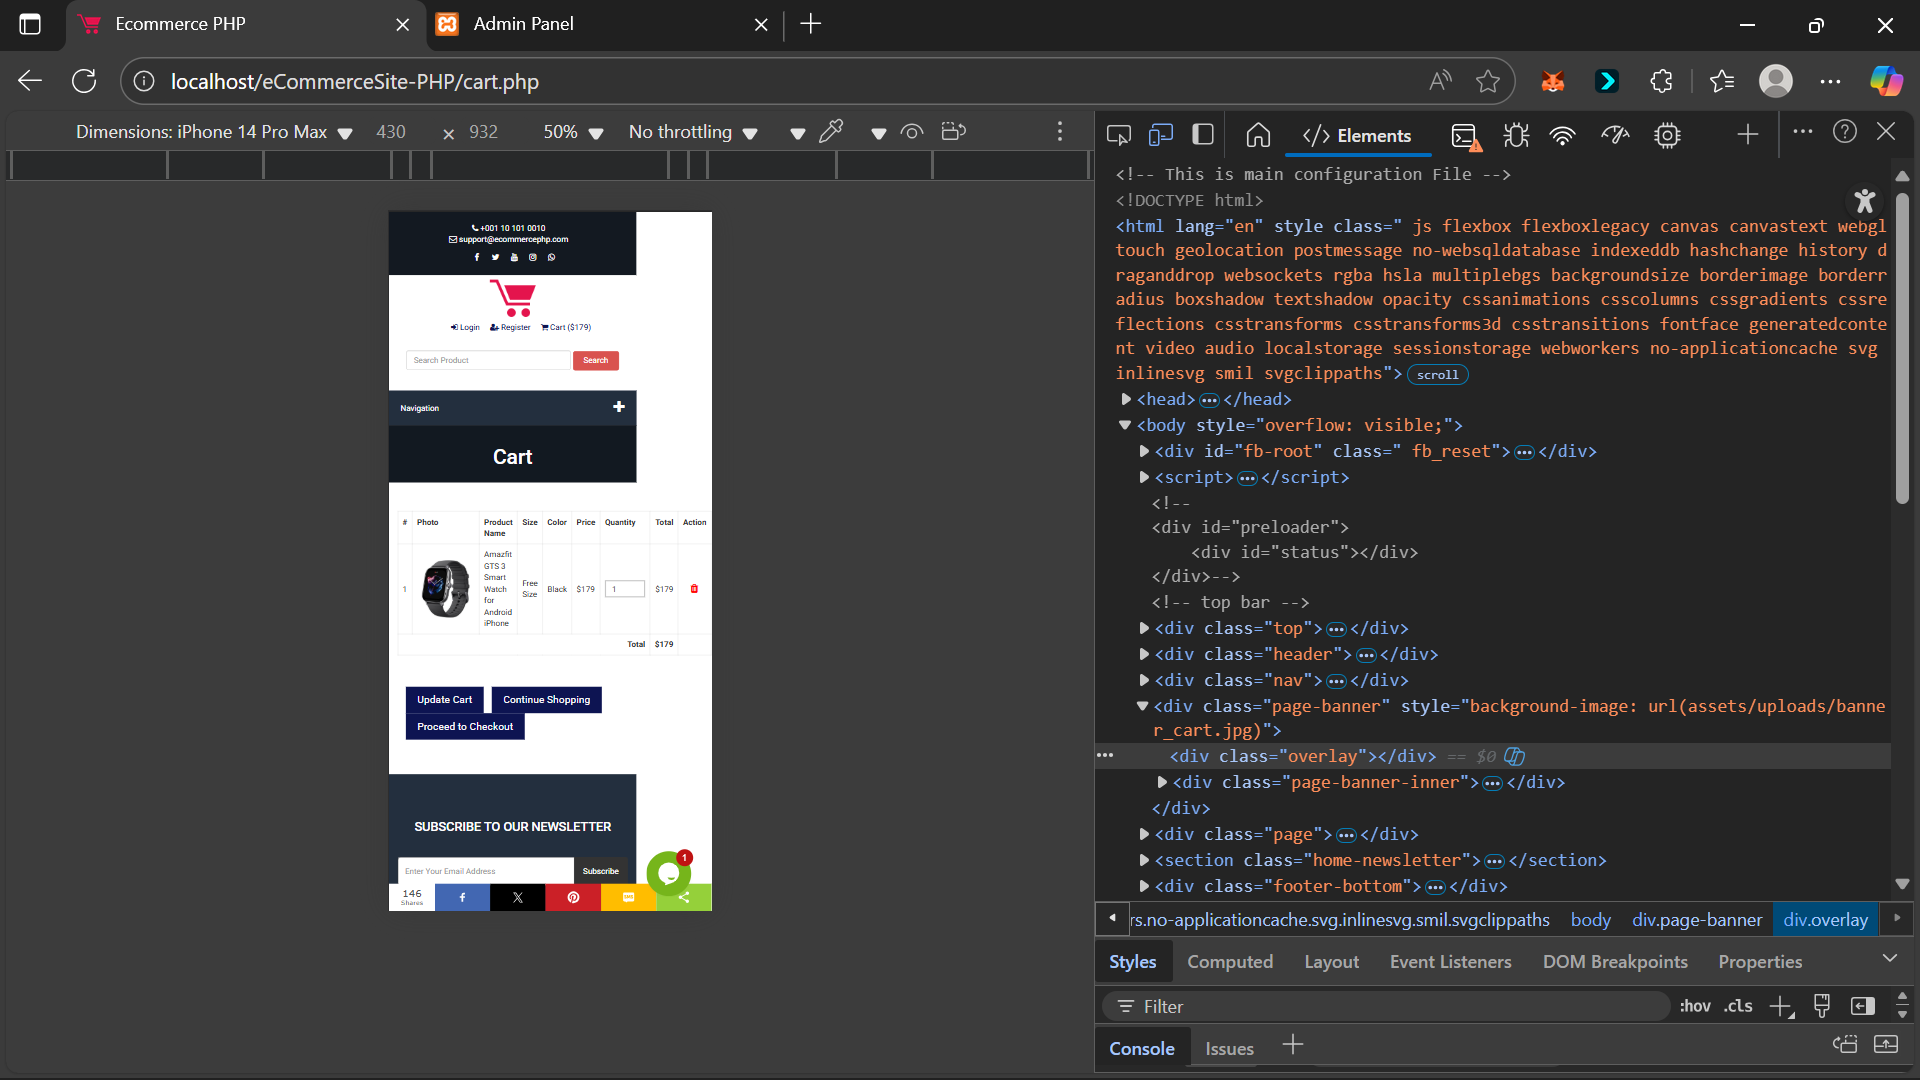 Ecommerce PHP
Admin Panel
localhost/eCommerceSite-PHP/cart.php
Dimensions: iPhone 14 Pro Max 430 × 932 50% No throttling
Elements
+001 10 101 0010
support@ecommercephp.com
Login Register Cart ($179)
Search Product Search
Navigation
Cart
# Photo Product Name Size Color Price Quantity Total Action
1 Amazfit GTS 3 Smart Watch for Android iPhone Free Size Black $179 1 $179
Total $179
Update Cart Continue Shopping
Proceed to Checkout
SUBSCRIBE TO OUR NEWSLETTER
Enter Your Email Address Subscribe
1
146
Shares
<!-- This is main configuration File -->
<!DOCTYPE html>
<html lang="en" style class=" js flexbox flexboxlegacy canvas canvastext webgl
touch geolocation postmessage no-websqldatabase indexeddb hashchange history d
raganddrop websockets rgba hsla multiplebgs backgroundsize borderimage borderr
adius boxshadow textshadow opacity cssanimations csscolumns cssgradients cssre
flections csstransforms csstransforms3d csstransitions fontface generatedconte
nt video audio localstorage sessionstorage webworkers no-applicationcache svg
inlinesvg smil svgclippaths"> scroll
<head> ••• </head>
<body style="overflow: visible;">
<div id="fb-root" class=" fb_reset"> ••• </div>
<script> ••• </script>
<!--
<div id="preloader">
<div id="status"></div>
</div>-->
<!-- top bar -->
<div class="top"> ••• </div>
<div class="header"> ••• </div>
<div class="nav"> ••• </div>
<div class="page-banner" style="background-image: url(assets/uploads/banne
r_cart.jpg)">
<div class="overlay"></div> == $0
<div class="page-banner-inner"> ••• </div>
</div>
<div class="page"> ••• </div>
<section class="home-newsletter"> ••• </section>
<div class="footer-bottom"> ••• </div>
rs.no-applicationcache.svg.inlinesvg.smil.svgclippaths body div.page-banner div.overlay
Styles Computed Layout Event Listeners DOM Breakpoints Properties
Filter :hov .cls
Console Issues